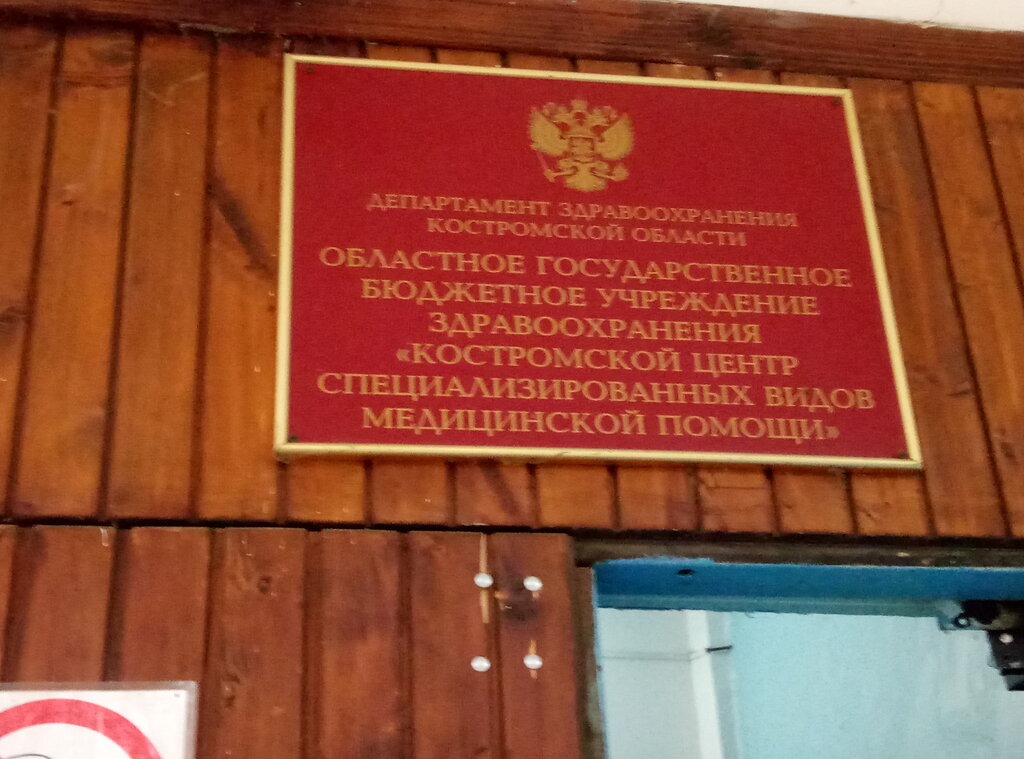 ДЕПАРТАМЕНТ ЗДРАВООХРАНЕНИЯ
КОСТРОМСКОЙ ОБЛАСТИ
ОБЛАСТНОЕ ГОСУДАРСТВЕННОЕ
БЮДЖЕТНОЕ УЧРЕЖДЕНИЕ
ЗДРАВООХРАНЕНИЯ
«КОСТРОМСКОЙ ЦЕНТР
СПЕЦИАЛИЗИРОВАННЫХ ВИДОВ
МЕДИЦИНСКОЙ ПОМОЩИ»